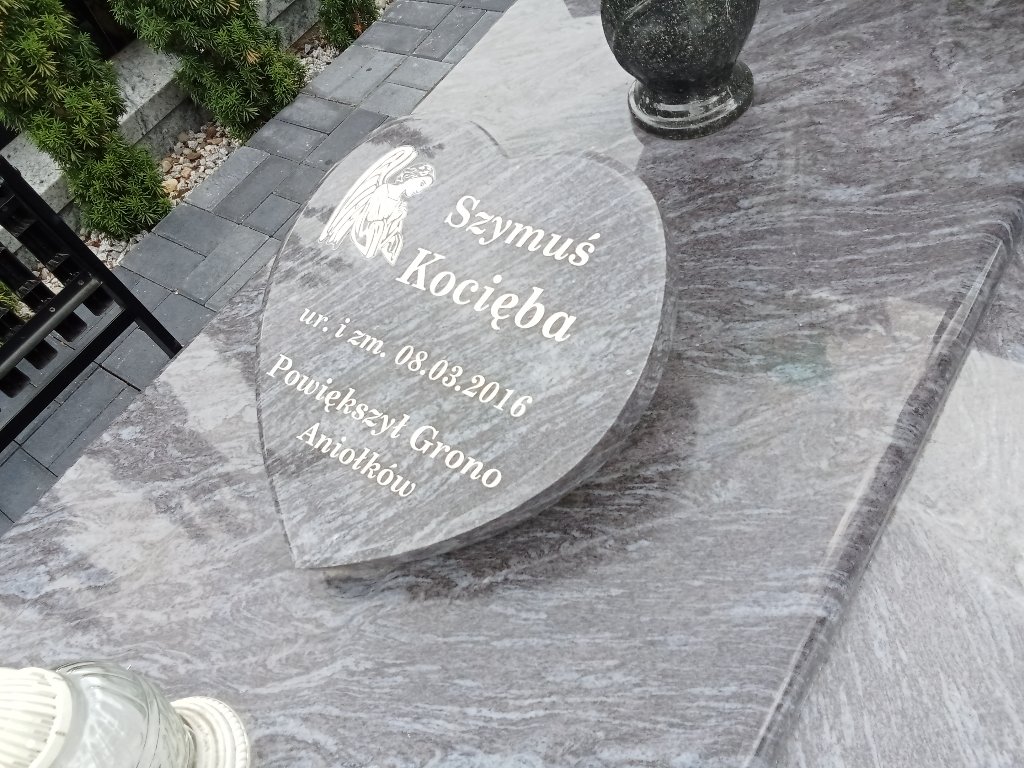 Szymuś
Kocięba
ur. i zm. 08.03.2016
Powiększył Grono
Aniołków